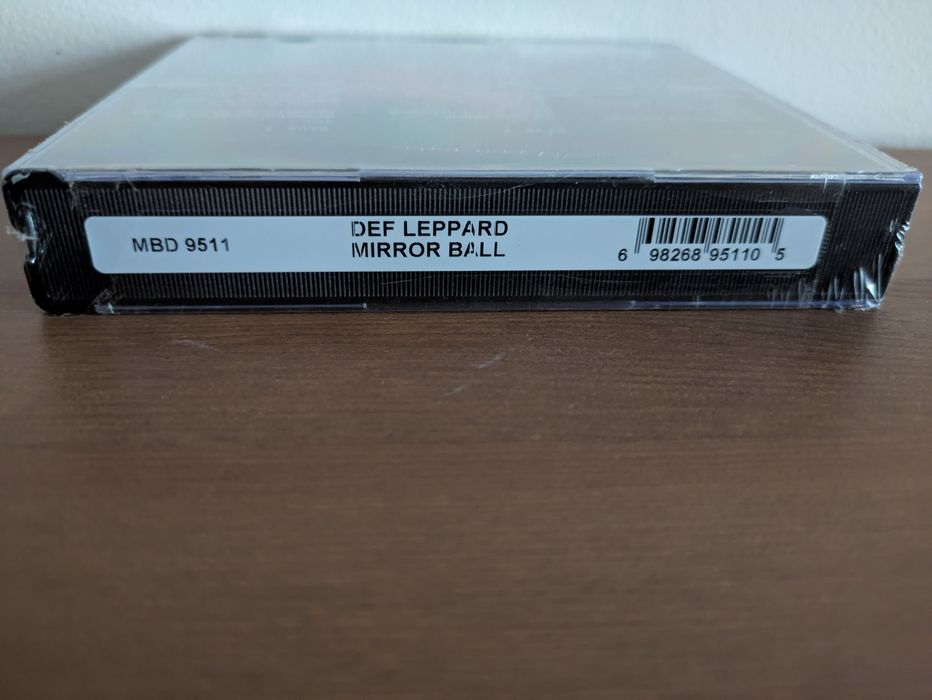 MBD 9511
DEF LEPPARD
MIRROR BALL
6 98268 95110 5